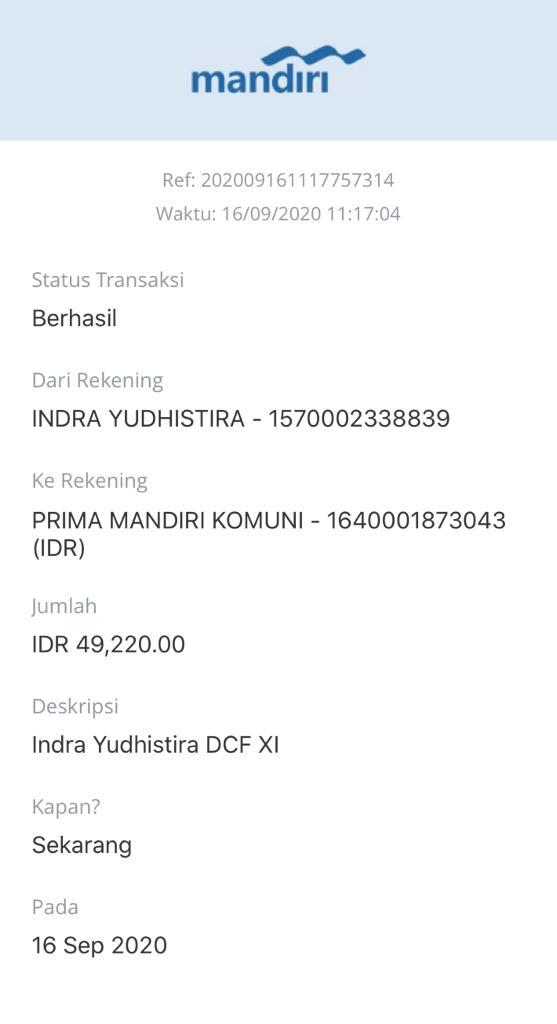 mandiri
Ref: 202009161117757314
Waktu: 16/09/2020 11:17:04
Status Transaksi
Berhasil
Dari Rekening
INDRA YUDHISTIRA - 1570002338839
Ke Rekening
PRIMA MANDIRI KOMUNI - 1640001873043
(IDR)
Jumlah
IDR 49,220.00
Deskripsi
Indra Yudhistira DCF XI
Kapan?
Sekarang
Pada
16 Sep 2020